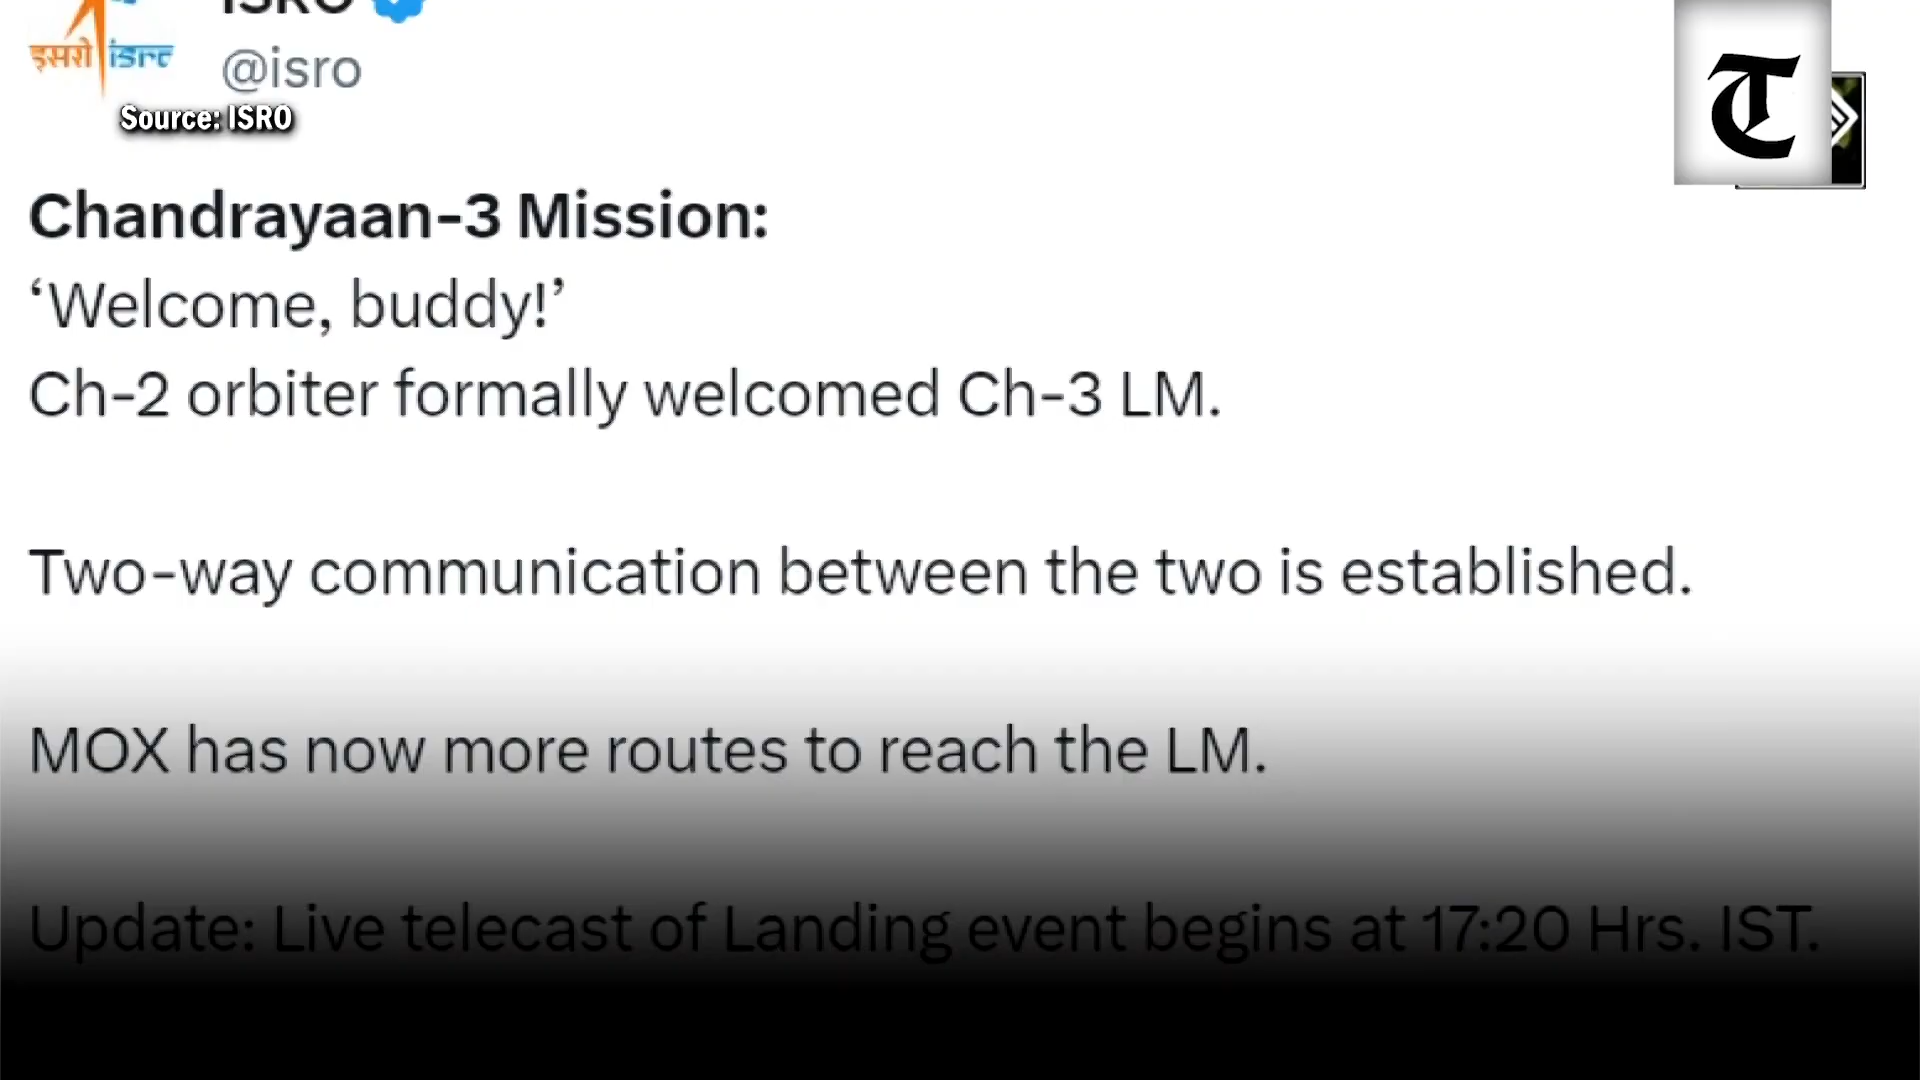 ISRO
@isro
इसरो isro
Source: ISRO
T
Chandrayaan-3 Mission:
‘Welcome, buddy!’
Ch-2 orbiter formally welcomed Ch-3 LM.
Two-way communication between the two is established.
MOX has now more routes to reach the LM.
Update: Live telecast of Landing event begins at 17:20 Hrs. IST.